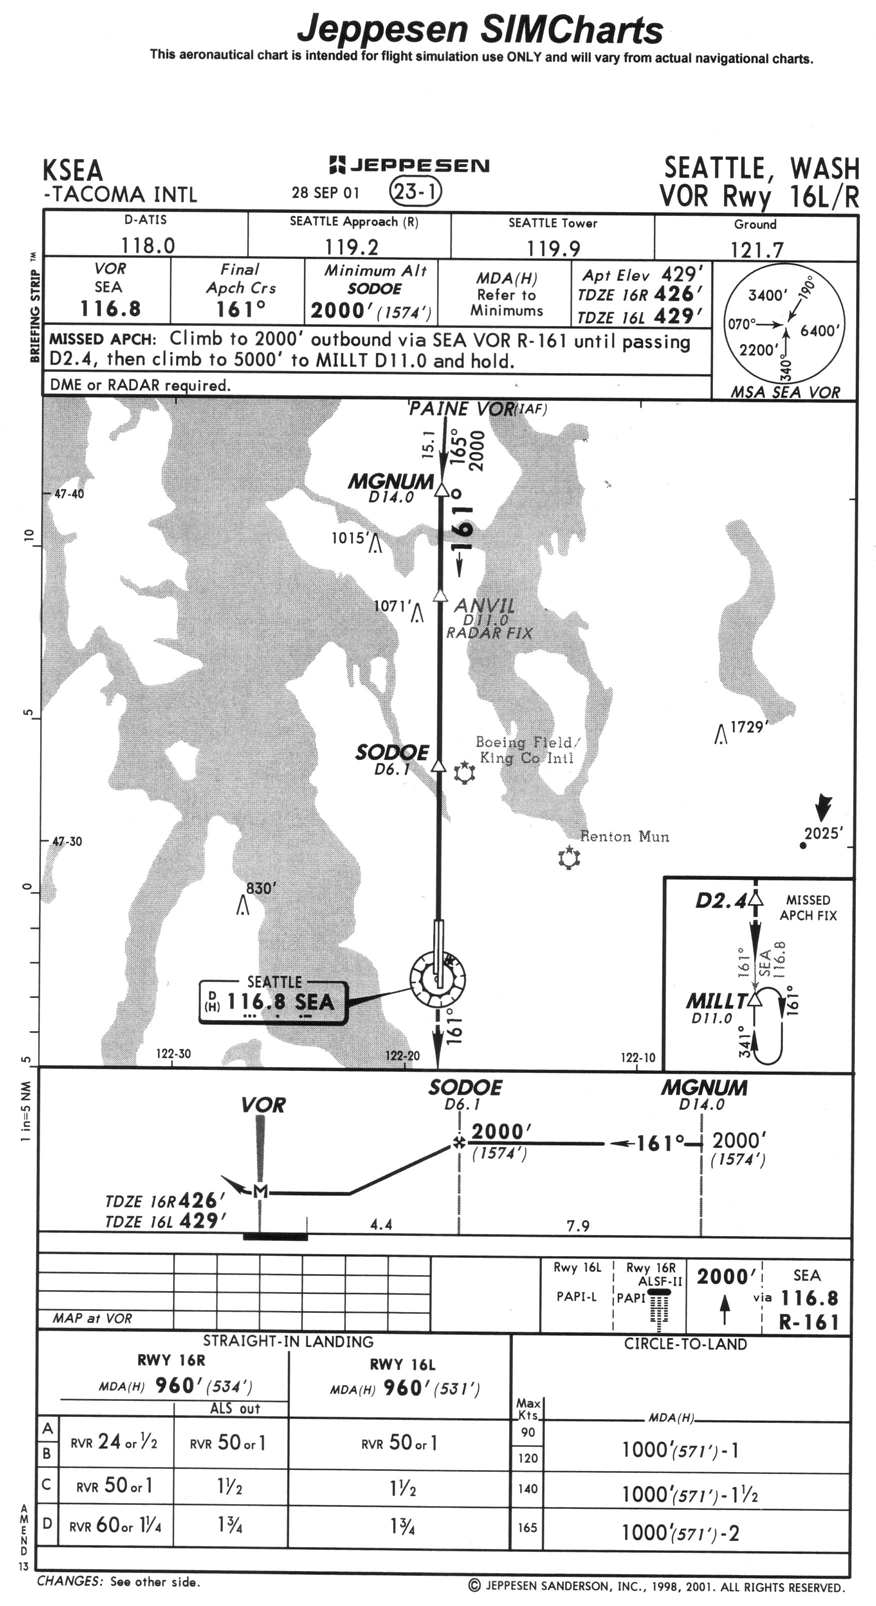 Jeppesen SIMCharts
This aeronautical chart is intended for flight simulation use ONLY and will vary from actual navigational charts.
KSEA
-TACOMA INTL
JEPPESEN
28 SEP 01
23-1
SEATTLE, WASH
VOR Rwy 16L/R
D-ATIS
118.0
SEATTLE Approach (R)
119.2
SEATTLE Tower
119.9
Ground
121.7
BRIEFING STRIP TM
VOR
SEA
116.8
Final
Apch Crs
161°
Minimum Alt
SODOE
2000' (1574')
MDA(H)
Refer to
Minimums
Apt Elev 429'
TDZE 16R 426'
TDZE 16L 429'
MISSED APCH: Climb to 2000' outbound via SEA VOR R-161 until passing
D2.4, then climb to 5000' to MILLT D11.0 and hold.
DME or RADAR required.
3400'
190°
070°
6400'
2200'
340°
MSA SEA VOR
PAINE VOR (IAF)
15.1
165°
2000
MGNUM
D14.0
161°
47-40
10
1015'
1071'
ANVIL
D11.0
RADAR FIX
5
1729'
SODOE
D6.1
Boeing Field/
King Co Intl
2025'
47-30
Renton Mun
0
830'
SEATTLE
D
(H)
116.8 SEA
161°
D2.4
MISSED
APCH FIX
161°
SEA
116.8
MILLT
D11.0
161°
341°
5
122-30
122-20
122-10
1 in=5 NM
VOR
SODOE
D6.1
MGNUM
D14.0
2000'
(1574')
161°
2000'
(1574')
M
TDZE 16R 426'
TDZE 16L 429'
4.4
7.9
MAP at VOR
Rwy 16L
PAPI-L
Rwy 16R
ALSF-II
PAPI
2000'
via
SEA
116.8
R-161
STRAIGHT-IN LANDING
RWY 16R
MDA(H) 960' (534')
ALS out
RWY 16L
MDA(H) 960' (531')
CIRCLE-TO-LAND
Max
Kts
MDA(H)
A
B
RVR 24 or 1/2
RVR 50 or 1
RVR 50 or 1
90
120
1000' (571') - 1
C
RVR 50 or 1
1 1/2
1 1/2
140
1000' (571') - 1 1/2
D
RVR 60 or 1 1/4
1 3/4
1 3/4
165
1000' (571') - 2
AMEND 13
CHANGES: See other side.
© JEPPESEN SANDERSON, INC., 1998, 2001. ALL RIGHTS RESERVED.